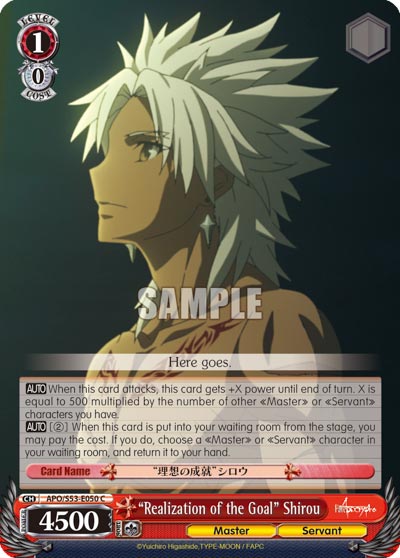 LEVEL
1
0
COST
SAMPLE
Here goes.
AUTO When this card attacks, this card gets +X power until end of turn. X is
equal to 500 multiplied by the number of other «Master» or «Servant»
characters you have.
AUTO [②] When this card is put into your waiting room from the stage, you
may pay the cost. If you do, choose a «Master» or «Servant» character in
your waiting room, and return it to your hand.
Card Name "理想の成就" シロウ
CH APO/S53-E050 C
POWER 4500 "Realization of the Goal" Shirou
Fate/Apocrypha
Master Servant
©Yuichiro Higashide,TYPE-MOON / FAPC